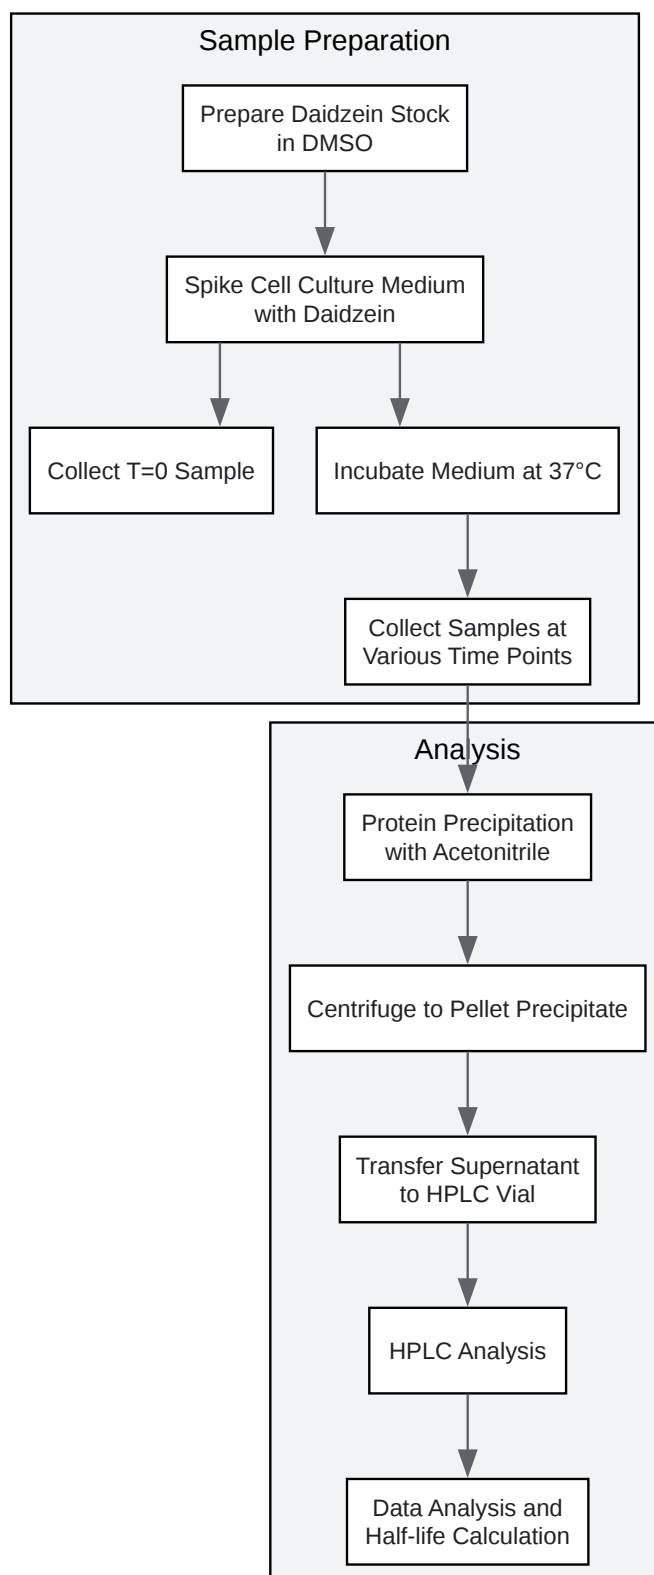 Sample Preparation
Prepare Daidzein Stock
in DMSO
Spike Cell Culture Medium
with Daidzein
Collect T=0 Sample
Incubate Medium at 37°C
Collect Samples at
Various Time Points
Analysis
Protein Precipitation
with Acetonitrile
Centrifuge to Pellet Precipitate
Transfer Supernatant
to HPLC Vial
HPLC Analysis
Data Analysis and
Half-life Calculation